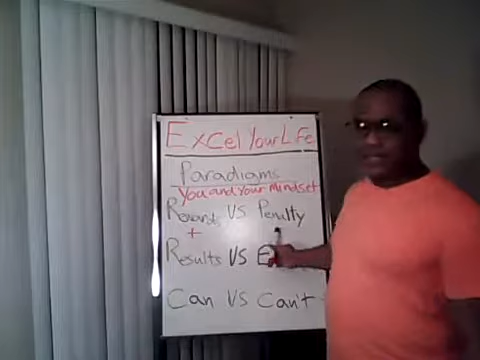 Excel Your Life
Paradigms
You and Your Mindset
Reward VS Penalty
+
Results VS
Can VS Can't